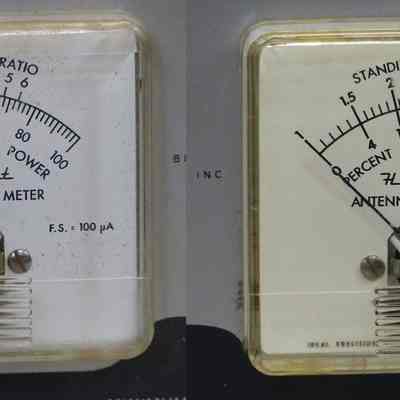 RATIO
5 6
80 100
POWER
METER
F.S. = 100 µA
INC
STANDI
1 1.5 2
0 4
PERCENT
ANTENN